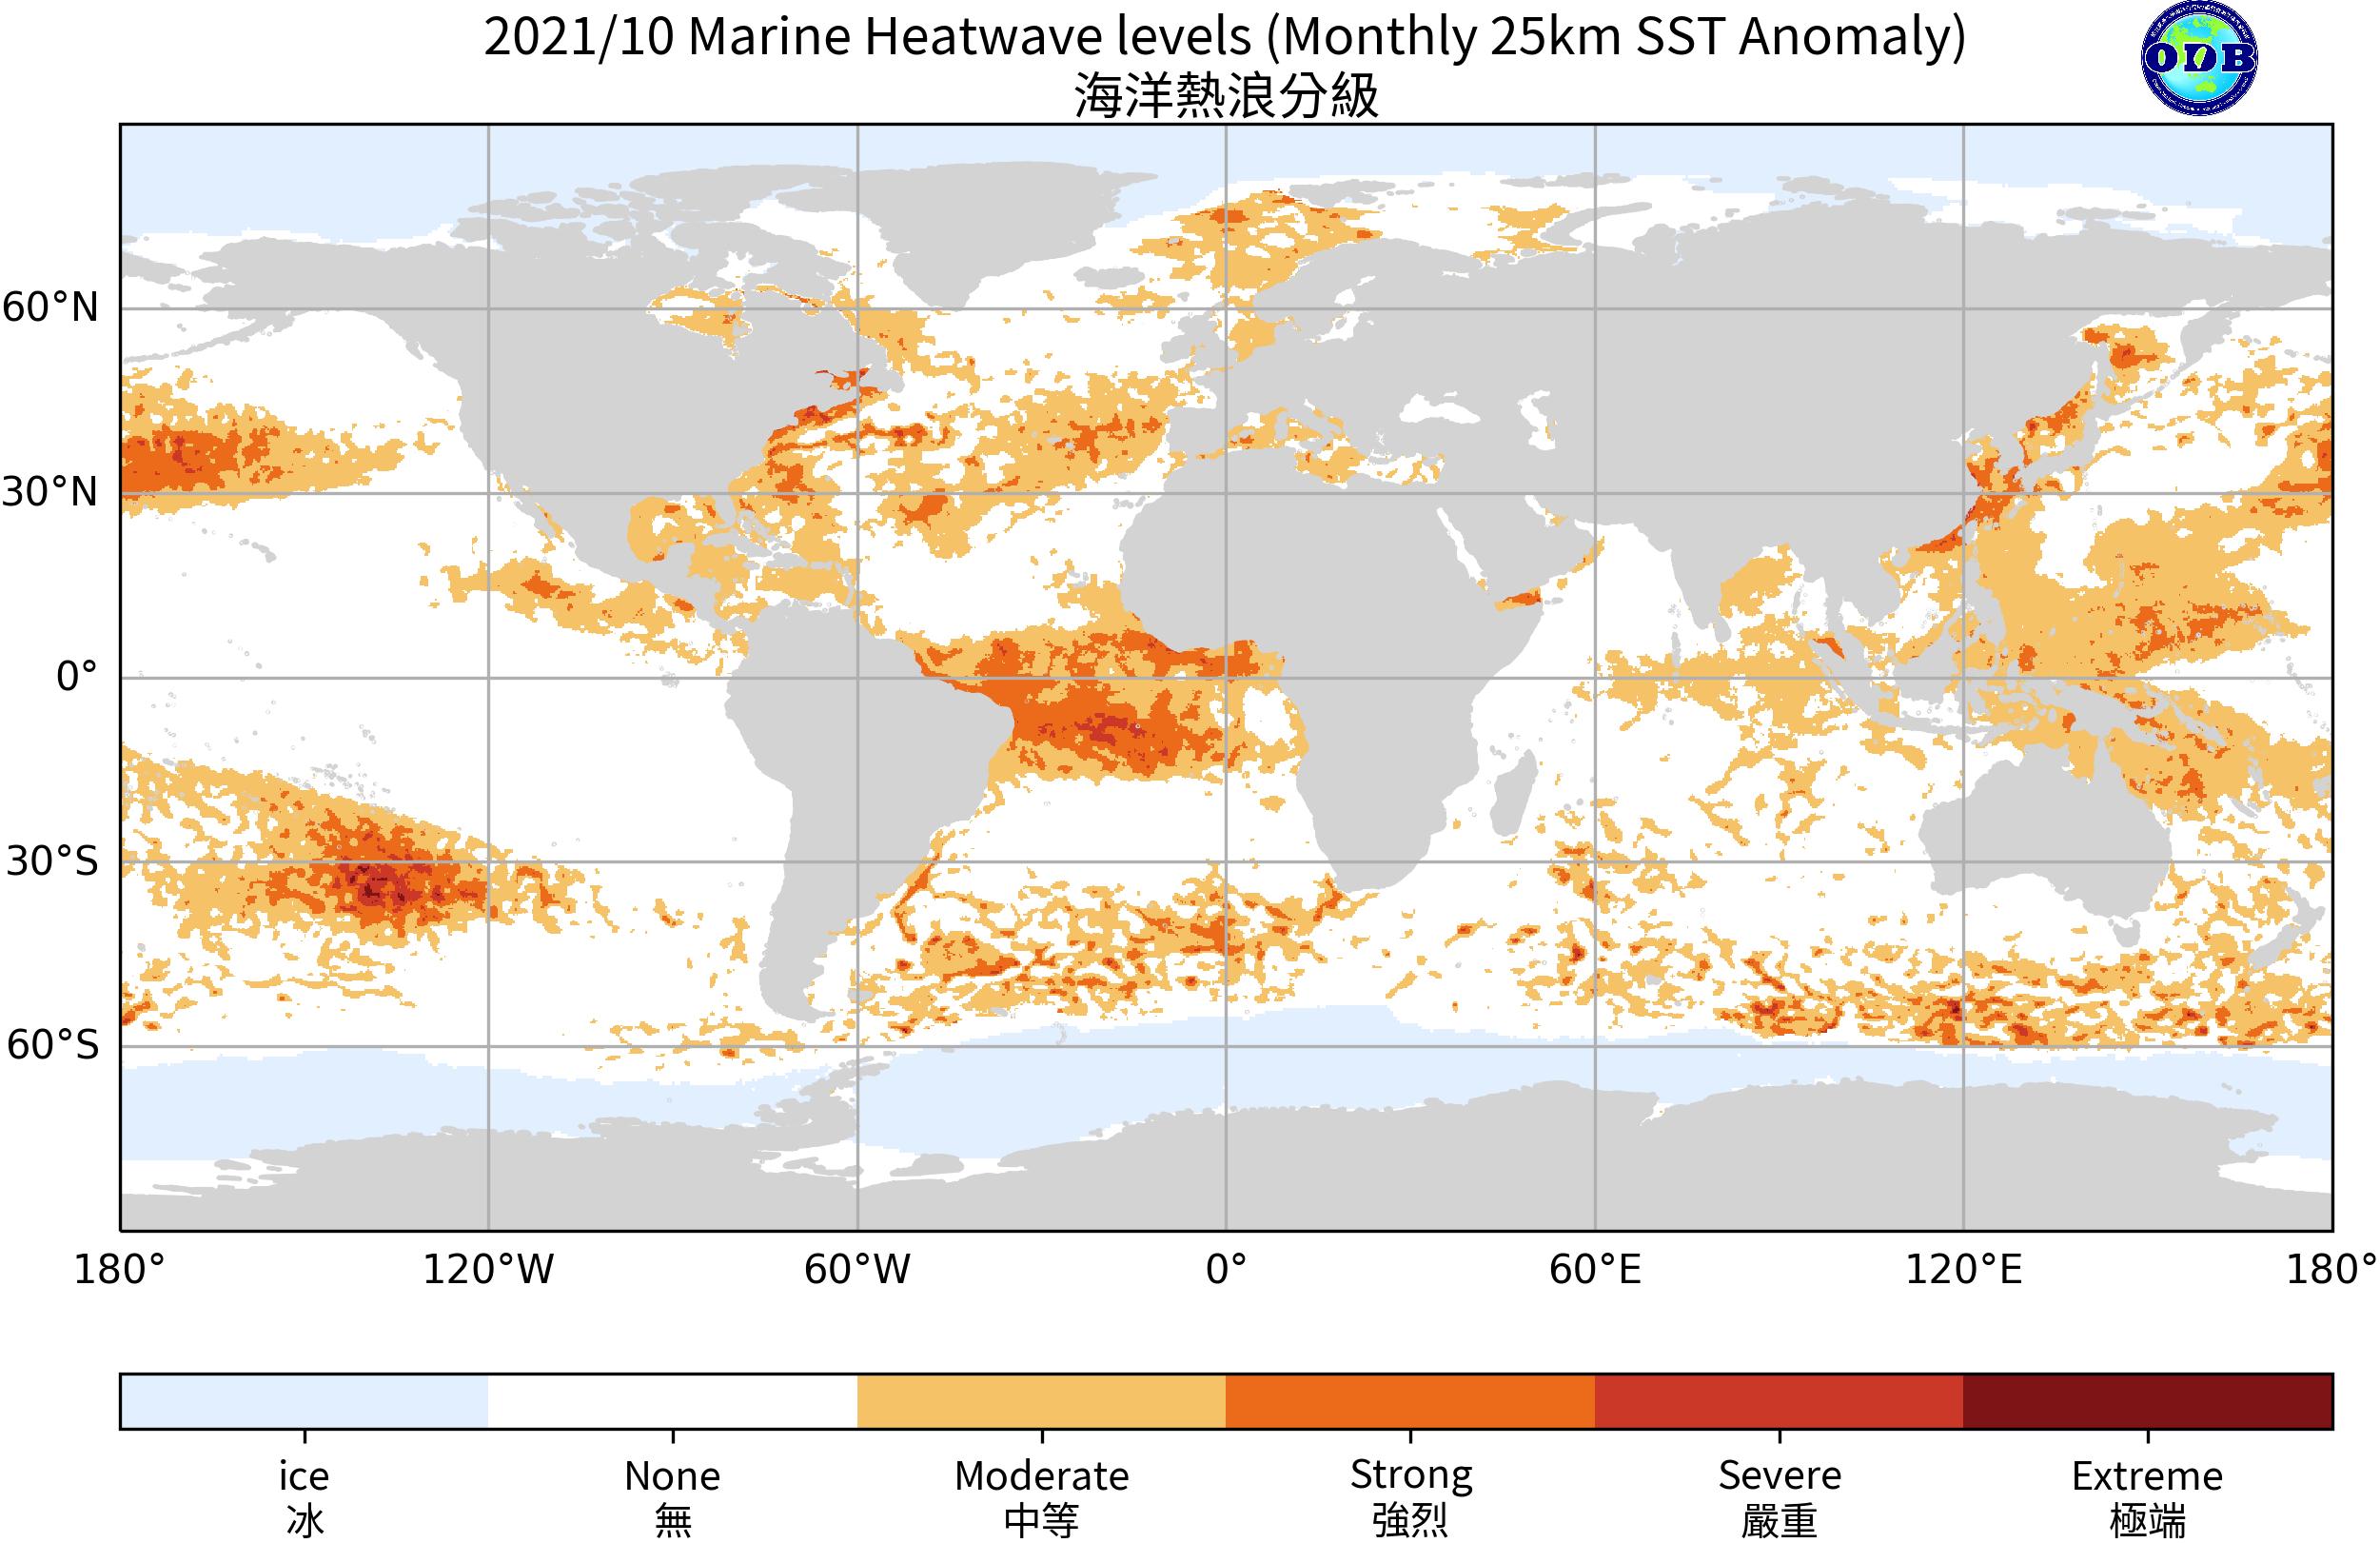 2021/10 Marine Heatwave levels (Monthly 25km SST Anomaly)
海洋熱浪分級
ODB
60°N
30°N
0°
30°S
60°S
180° 120°W 60°W 0° 60°E 120°E 180°
ice None Moderate Strong Severe Extreme
冰 無 中等 強烈 嚴重 極端